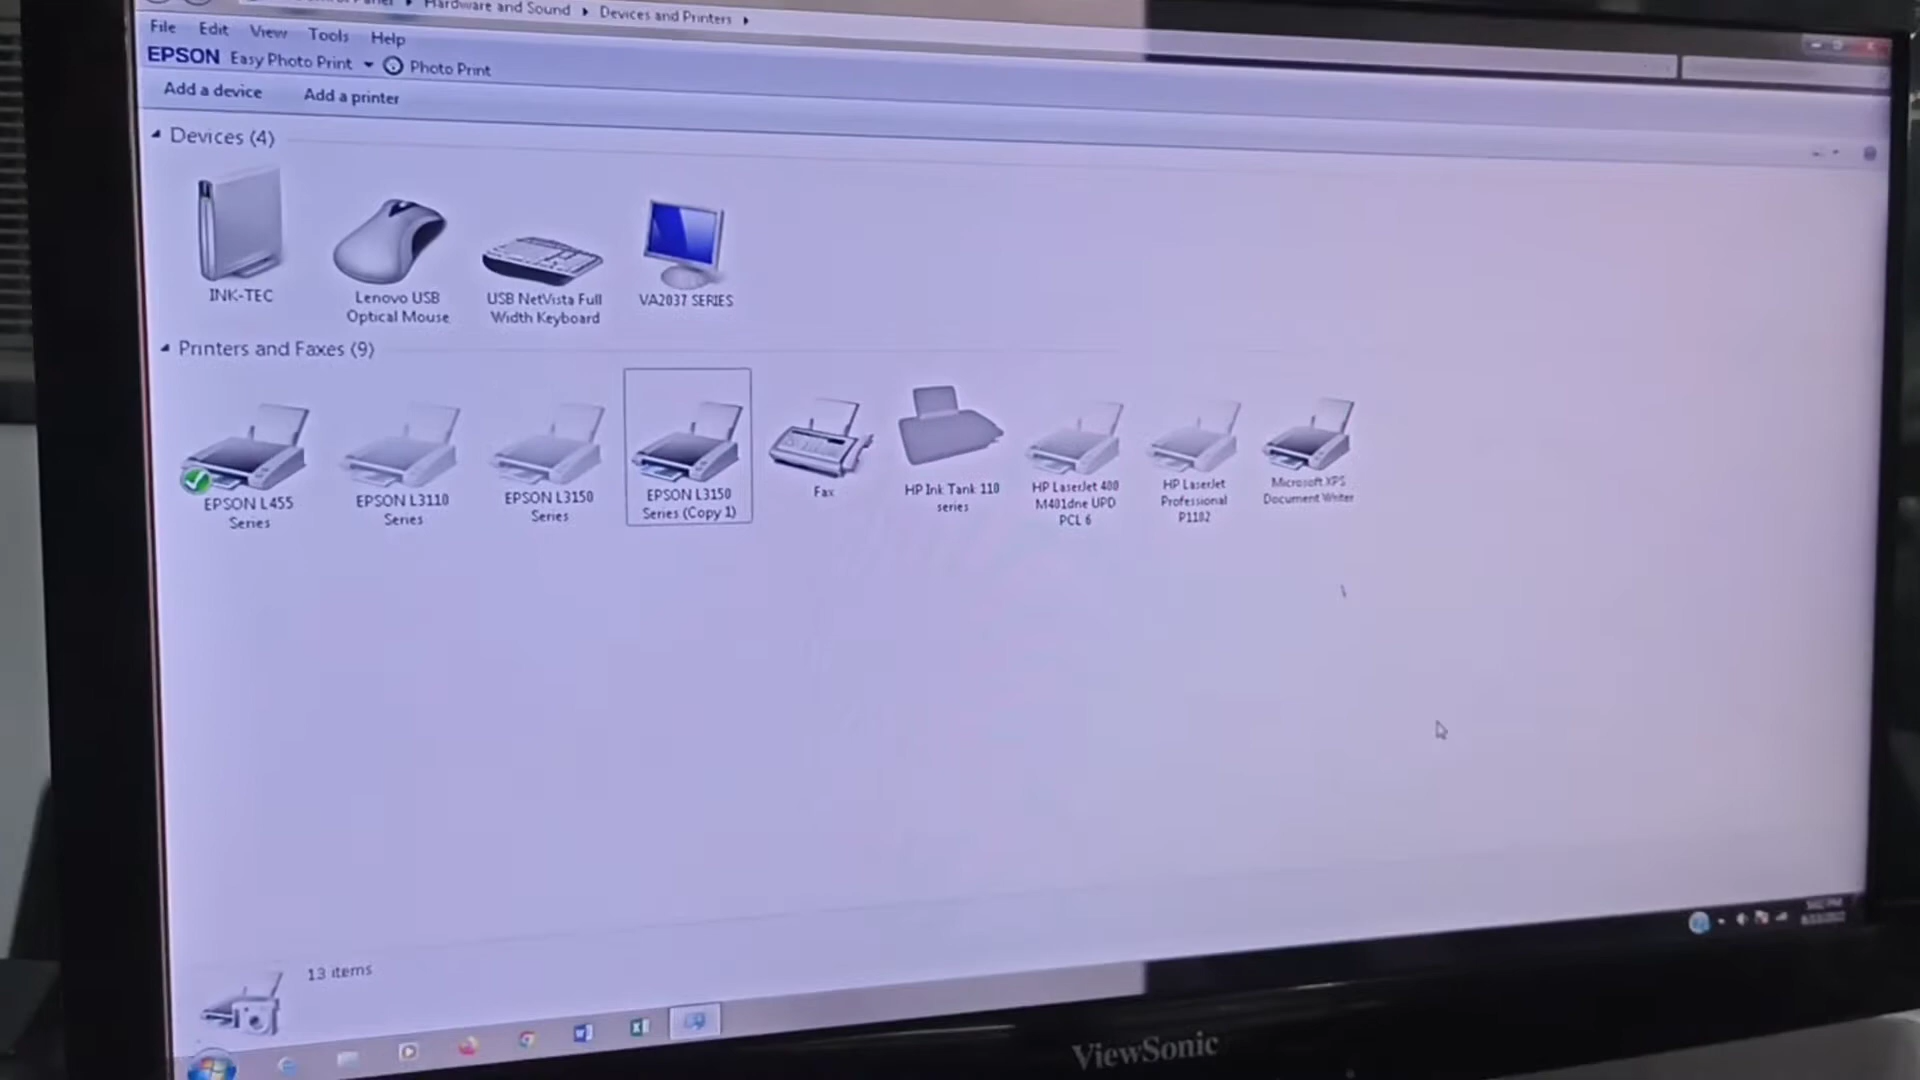 Hardware and Sound ▸ Devices and Printers ▸
File Edit View Tools Help
EPSON Easy Photo Print Photo Print
Add a device Add a printer
Devices (4)
INK-TEC
Lenovo USB
Optical Mouse
USB NetVista Full
Width Keyboard
VA2037 SERIES
Printers and Faxes (9)
EPSON L455
Series
EPSON L3110
Series
EPSON L3150
Series
EPSON L3150
Series (Copy 1)
Fax
HP Ink Tank 110
series
HP LaserJet 400
M401dne UPD
PCL 6
HP LaserJet
Professional
P1102
Microsoft XPS
Document Writer
13 items
ViewSonic